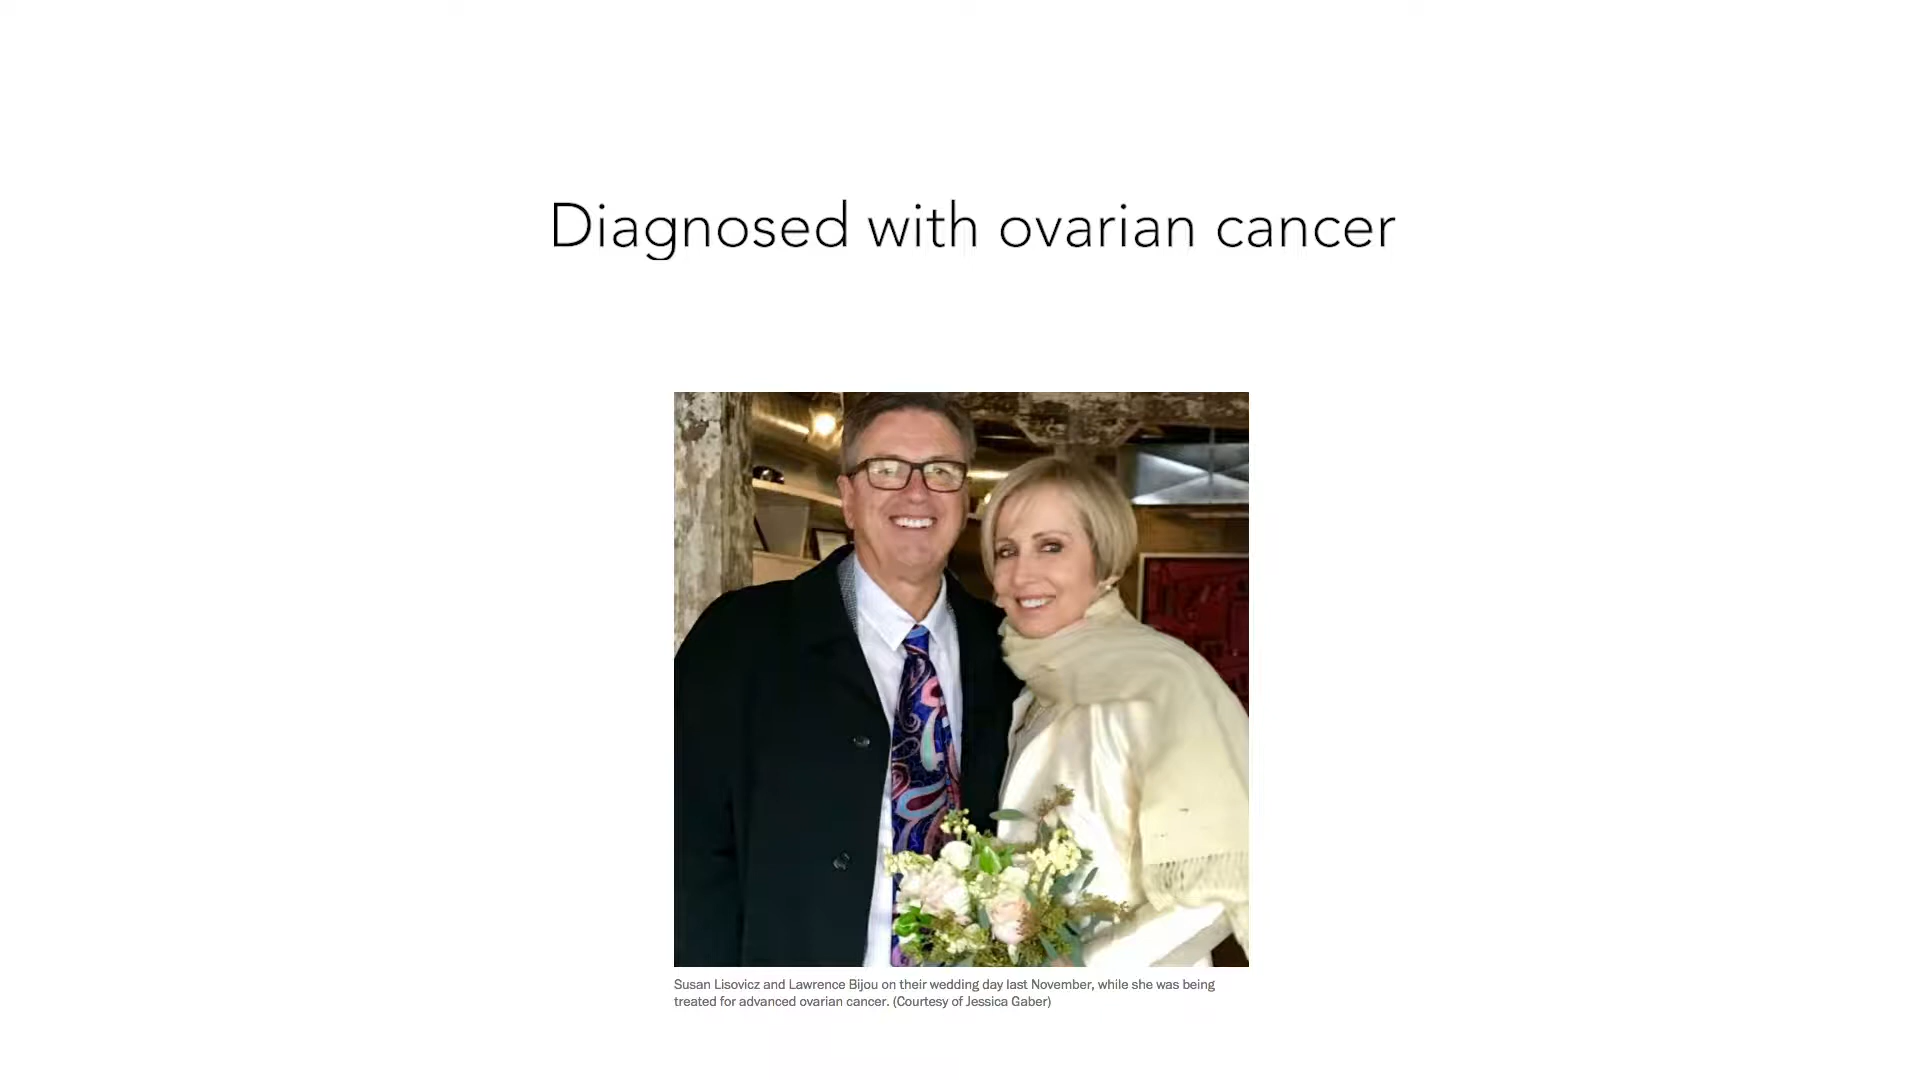 Diagnosed with ovarian cancer
Susan Lisovicz and Lawrence Bijou on their wedding day last November, while she was being
treated for advanced ovarian cancer. (Courtesy of Jessica Gaber)